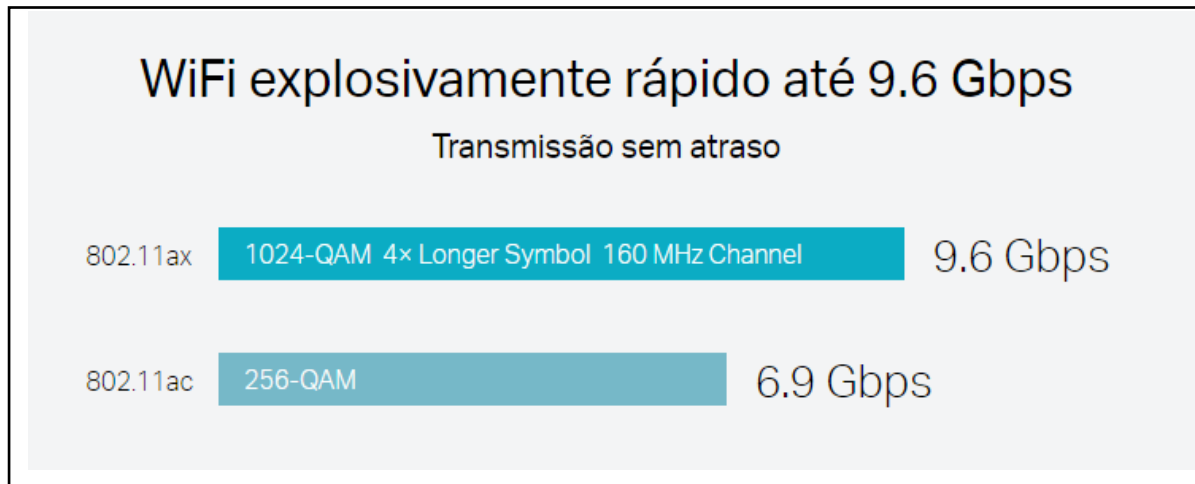 WiFi explosivamente rápido até 9.6 Gbps
Transmissão sem atraso
802.11ax 1024-QAM 4× Longer Symbol 160 MHz Channel 9.6 Gbps
802.11ac 256-QAM 6.9 Gbps